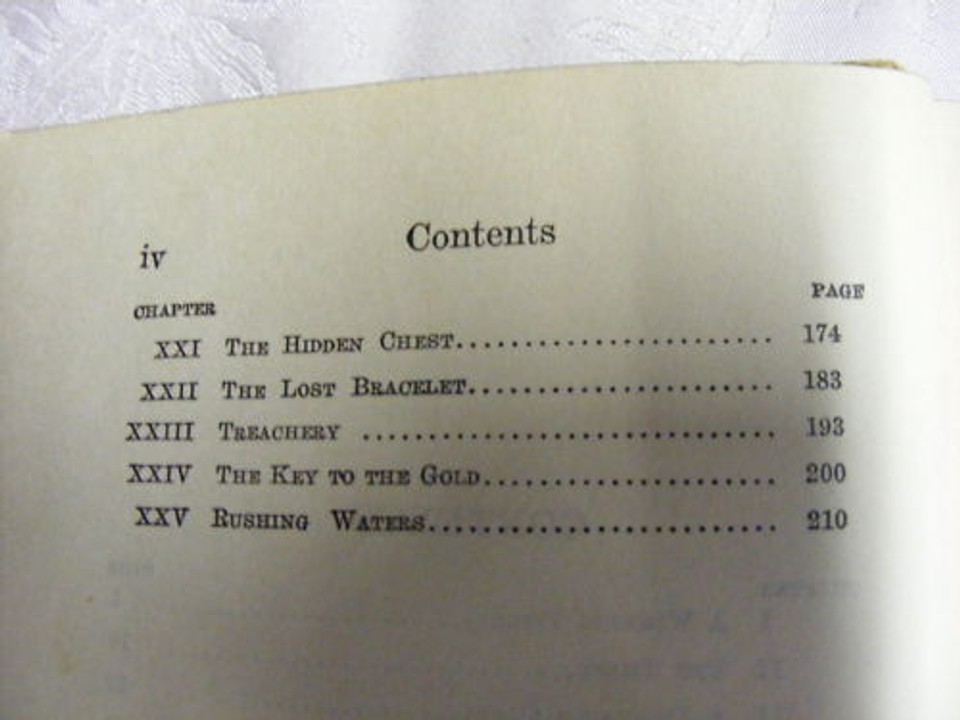 iv
Contents
CHAPTER PAGE
XXI THE HIDDEN CHEST........................ 174
XXII THE LOST BRACELET....................... 183
XXIII TREACHERY ................................ 193
XXIV THE KEY TO THE GOLD...................... 200
XXV RUSHING WATERS.......................... 210